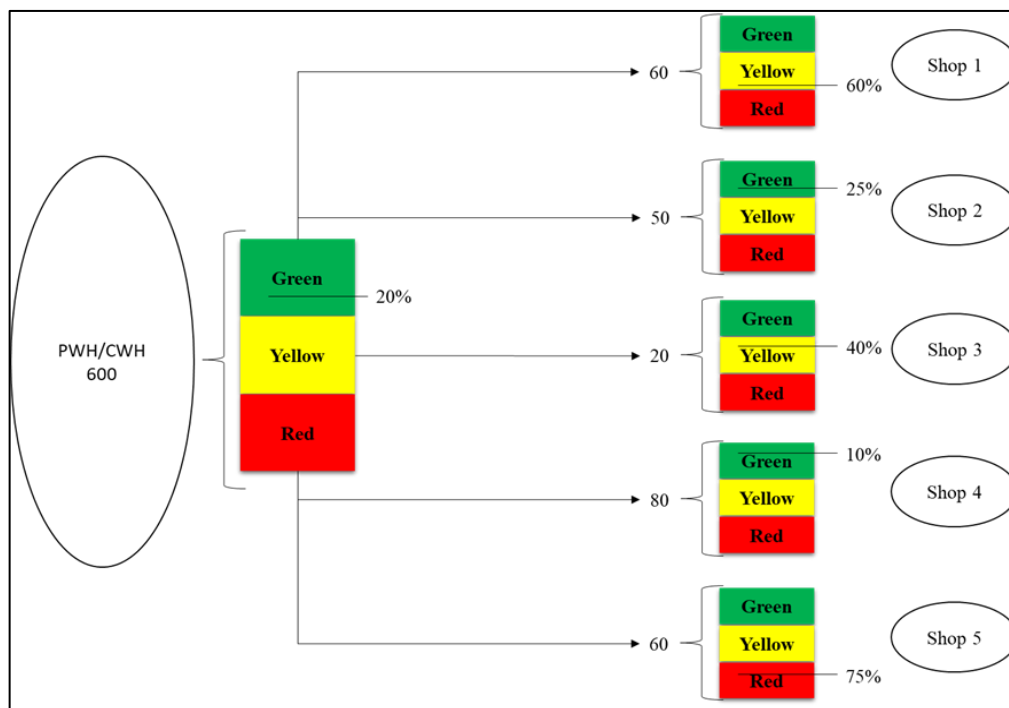 PWH/CWH
600
Green
20%
Yellow
Red
60
Green
Yellow
60%
Red
Shop 1
50
Green
25%
Yellow
Red
Shop 2
20
Green
40%
Yellow
Red
Shop 3
80
10%
Green
Yellow
Red
Shop 4
60
Green
Yellow
Red
75%
Shop 5